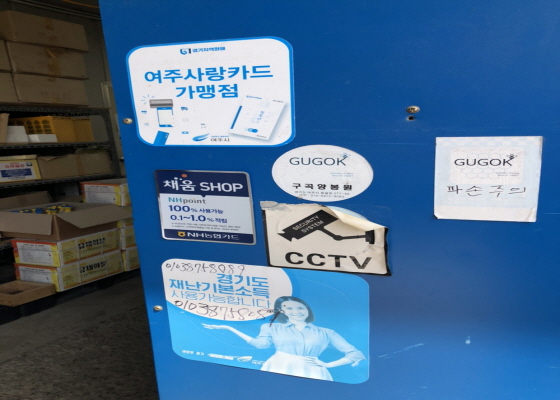 경기지역화폐
여주사랑카드
가맹점
여주시
채움 SHOP
NHpoint
100% 사용가능
0.1~1.0% 적립
NH농협카드
GUGOK
구곡양봉원
SECURITY
SYSTEM
CCTV
GUGOK
파손주의
01038758089
경기도
재난기본소득
사용가능합니다